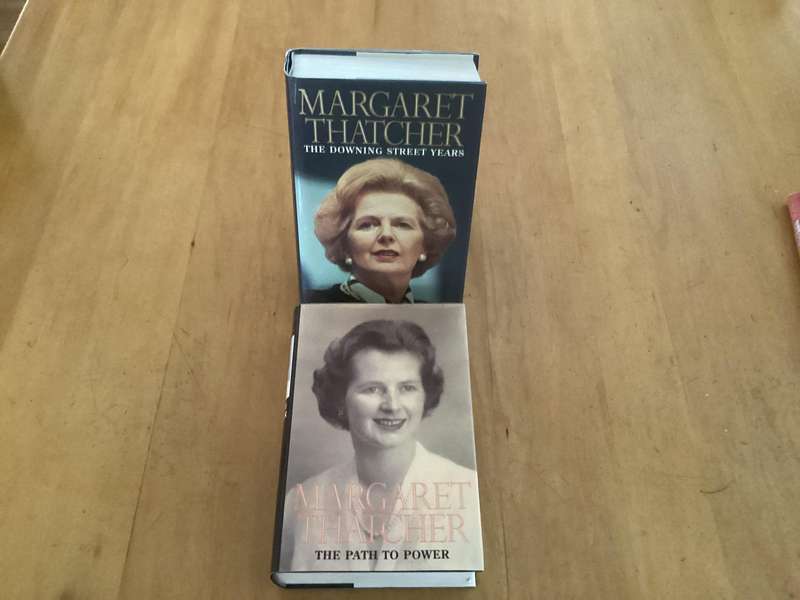 MARGARET
THATCHER
THE DOWNING STREET YEARS
MARGARET
THATCHER
THE PATH TO POWER